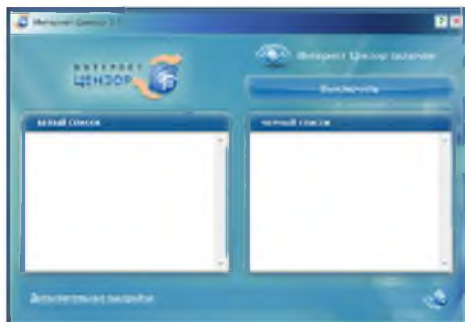 Интернет Цензор
ИНТЕРНЕТ
ЦЕНЗОР
Интернет Цензор включен
Выключить
БЕЛЫЙ СПИСОК
ЧЕРНЫЙ СПИСОК
Дополнительные настройки